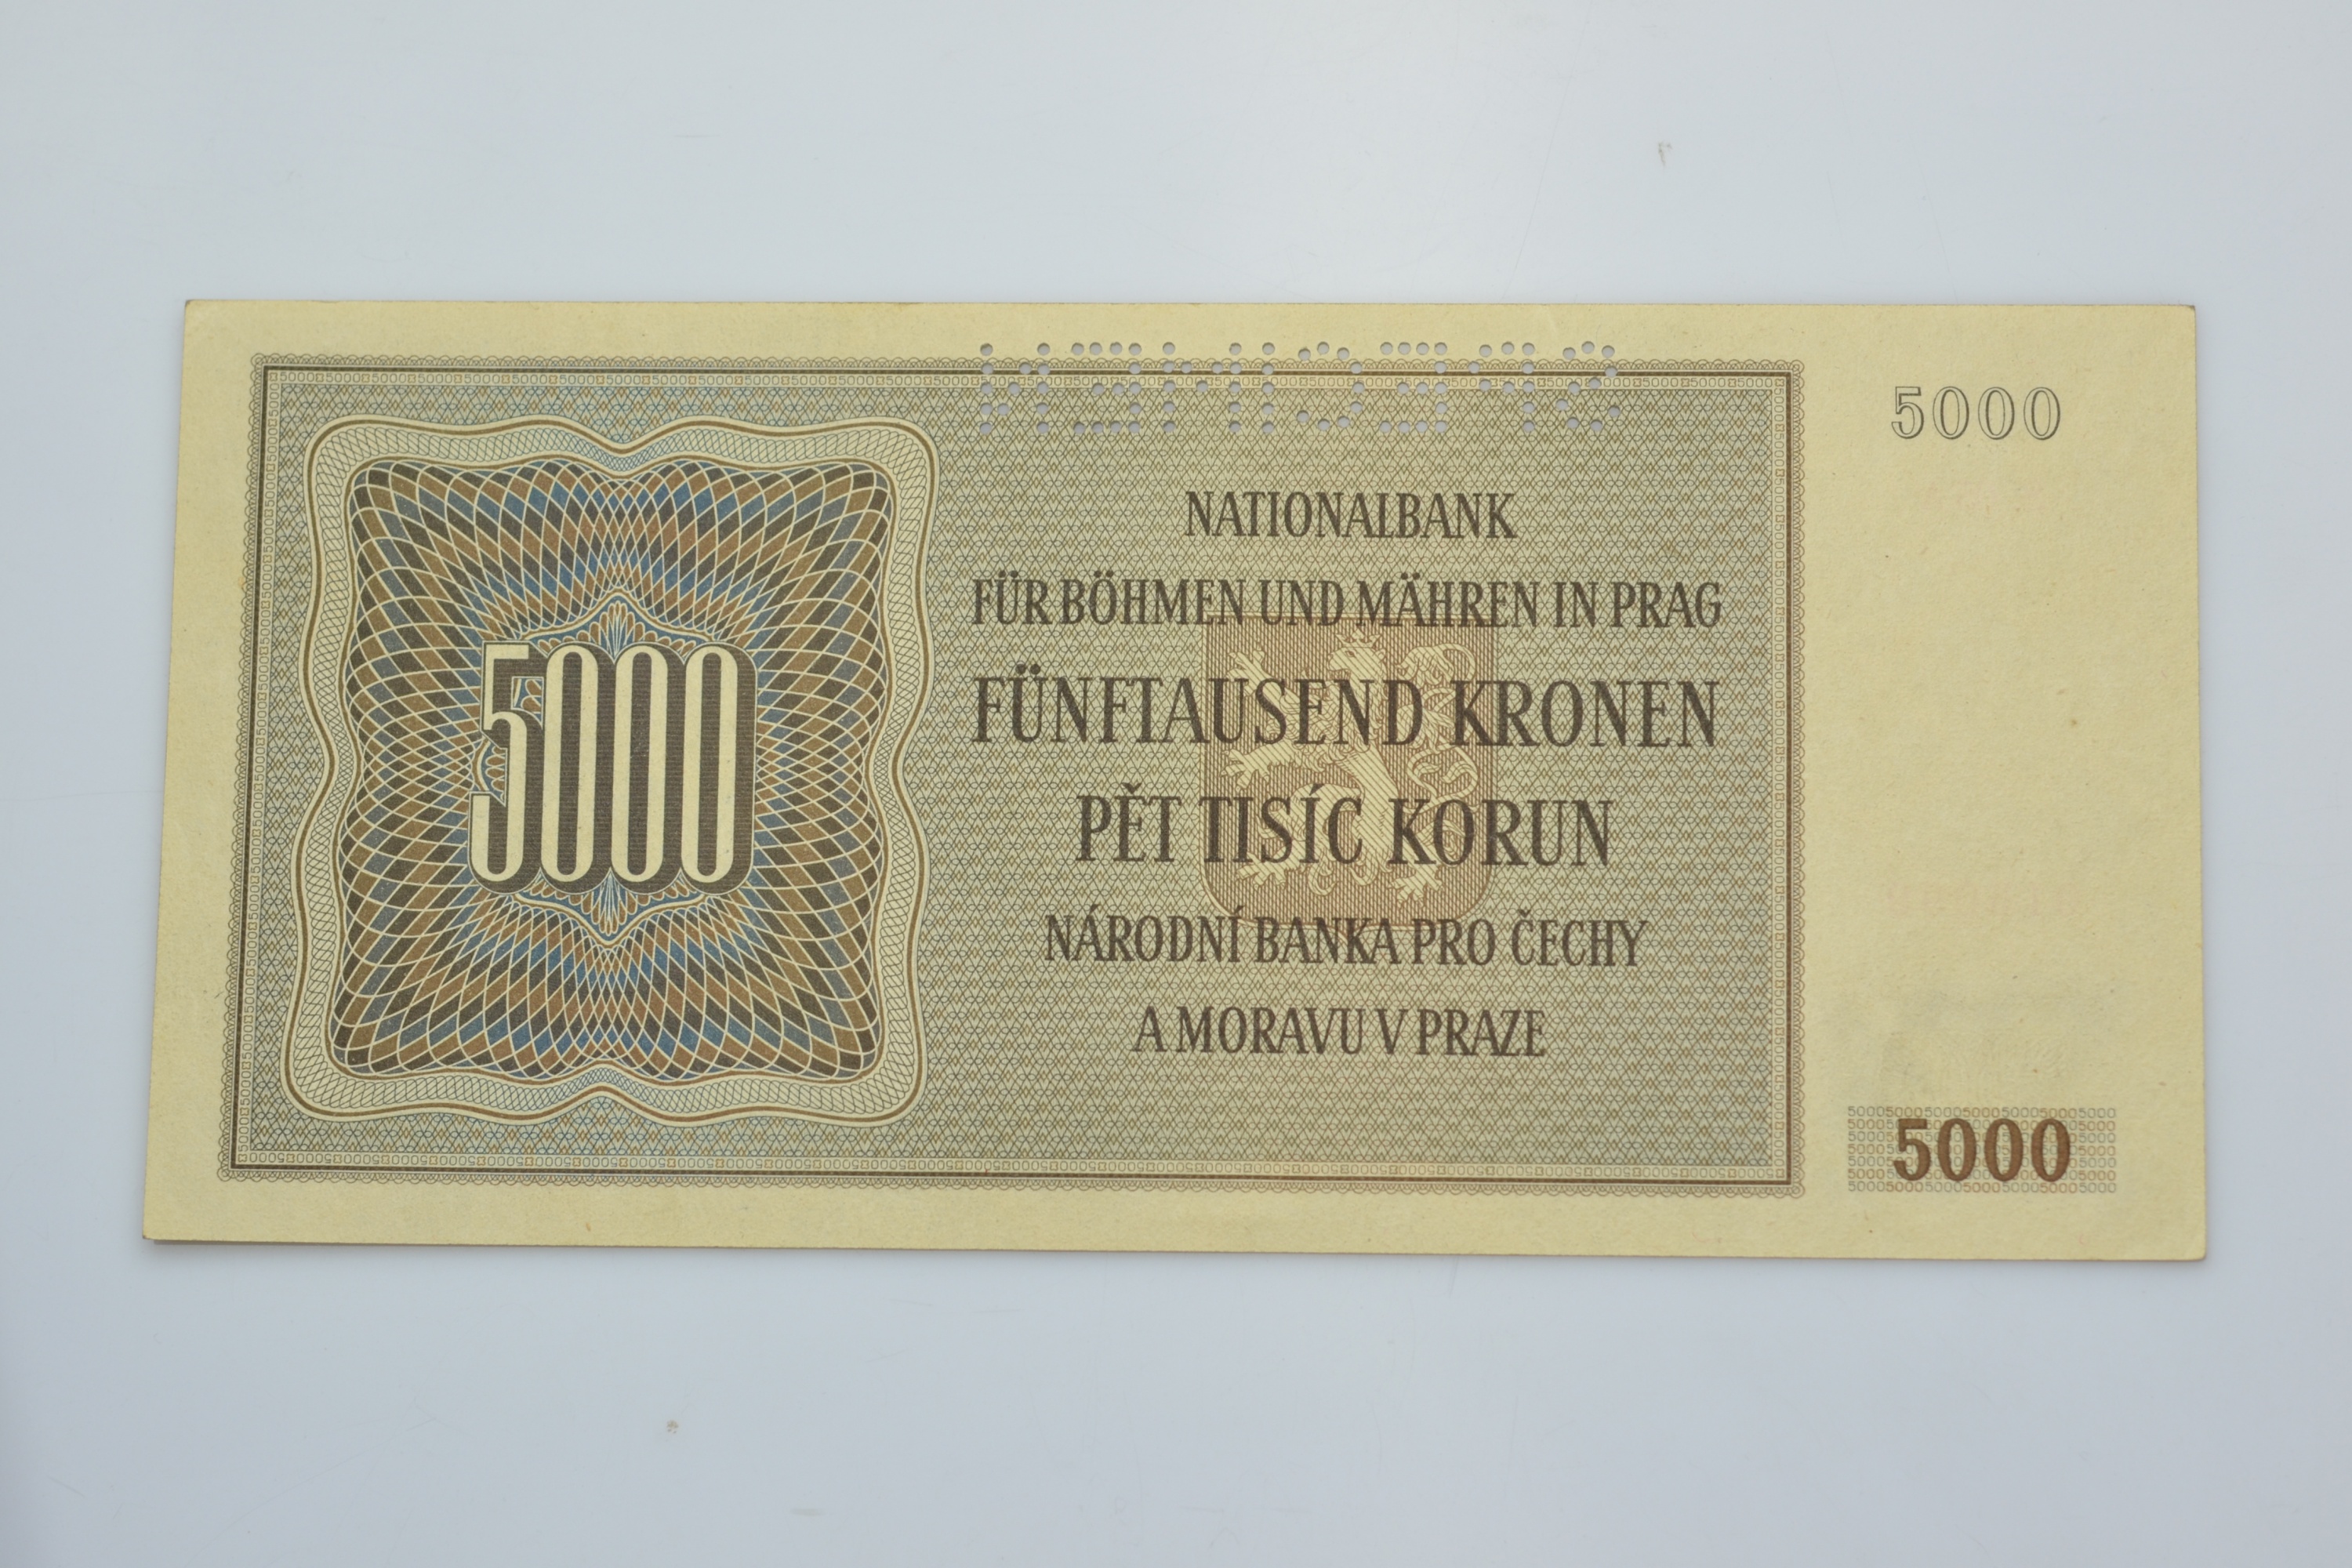 SPECIMEN
5000
NATIONALBANK
FÜR BÖHMEN UND MÄHREN IN PRAG
5000
FÜNFTAUSEND KRONEN
PĚT TISÍC KORUN
NÁRODNÍ BANKA PRO ČECHY
A MORAVU V PRAZE
5000